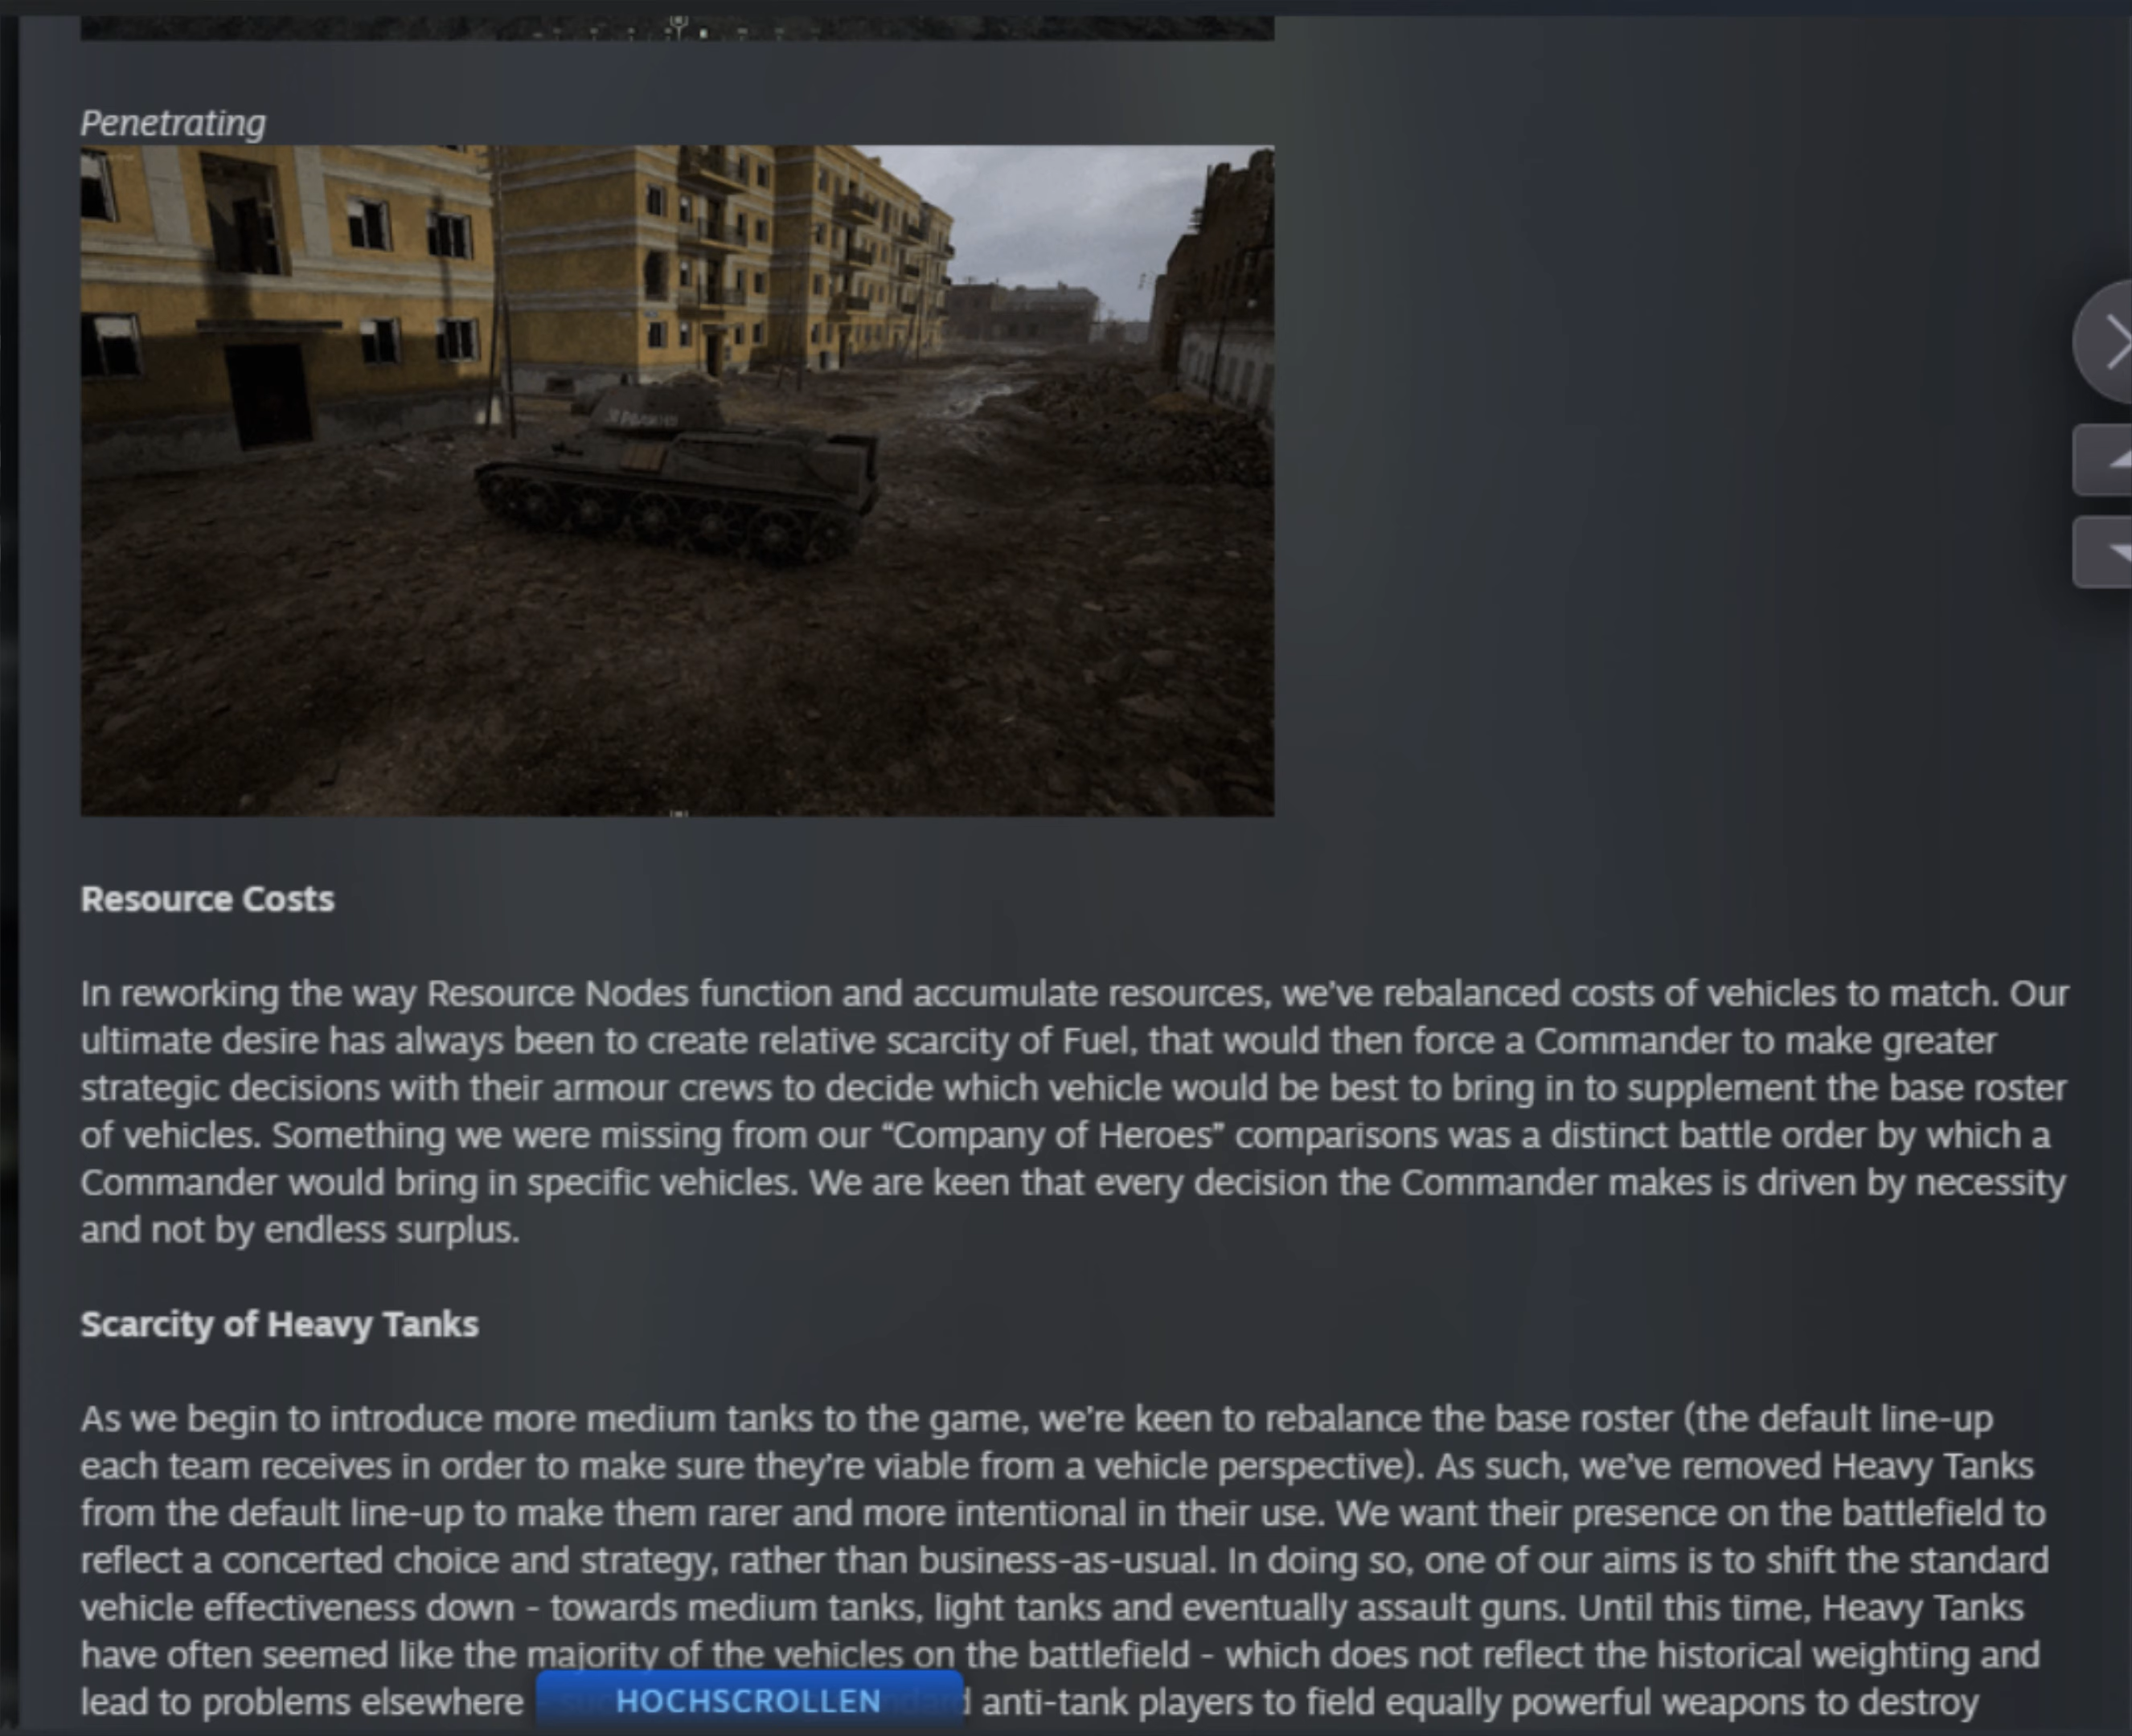 Penetrating
Resource Costs
In reworking the way Resource Nodes function and accumulate resources, we've rebalanced costs of vehicles to match. Our
ultimate desire has always been to create relative scarcity of Fuel, that would then force a Commander to make greater
strategic decisions with their armour crews to decide which vehicle would be best to bring in to supplement the base roster
of vehicles. Something we were missing from our “Company of Heroes” comparisons was a distinct battle order by which a
Commander would bring in specific vehicles. We are keen that every decision the Commander makes is driven by necessity
and not by endless surplus.
Scarcity of Heavy Tanks
As we begin to introduce more medium tanks to the game, we're keen to rebalance the base roster (the default line-up
each team receives in order to make sure they're viable from a vehicle perspective). As such, we've removed Heavy Tanks
from the default line-up to make them rarer and more intentional in their use. We want their presence on the battlefield to
reflect a concerted choice and strategy, rather than business-as-usual. In doing so, one of our aims is to shift the standard
vehicle effectiveness down - towards medium tanks, light tanks and eventually assault guns. Until this time, Heavy Tanks
have often seemed like the majority of the vehicles on the battlefield - which does not reflect the historical weighting and
lead to problems elsewhere anti-tank players to field equally powerful weapons to destroy
HOCHSCROLLEN